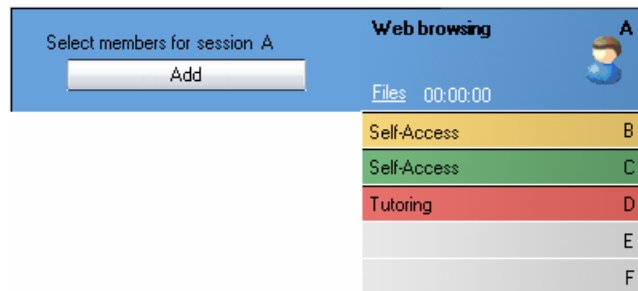 Select members for session A
Add
Web browsing A
Files 00:00:00
Self-Access B
Self-Access C
Tutoring D
E
F